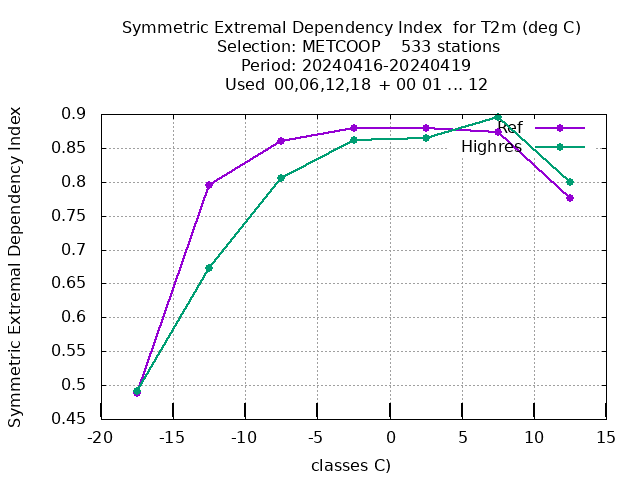 Symmetric Extremal Dependency Index  for T2m (deg C)
Selection: METCOOP    533 stations
Period: 20240416-20240419
Used  00,06,12,18 + 00 01 ... 12
Symmetric Extremal Dependency Index
0.9
0.85
0.8
0.75
0.7
0.65
0.6
0.55
0.5
0.45
Ref
Highres
-20 -15 -10 -5 0 5 10 15
classes C)